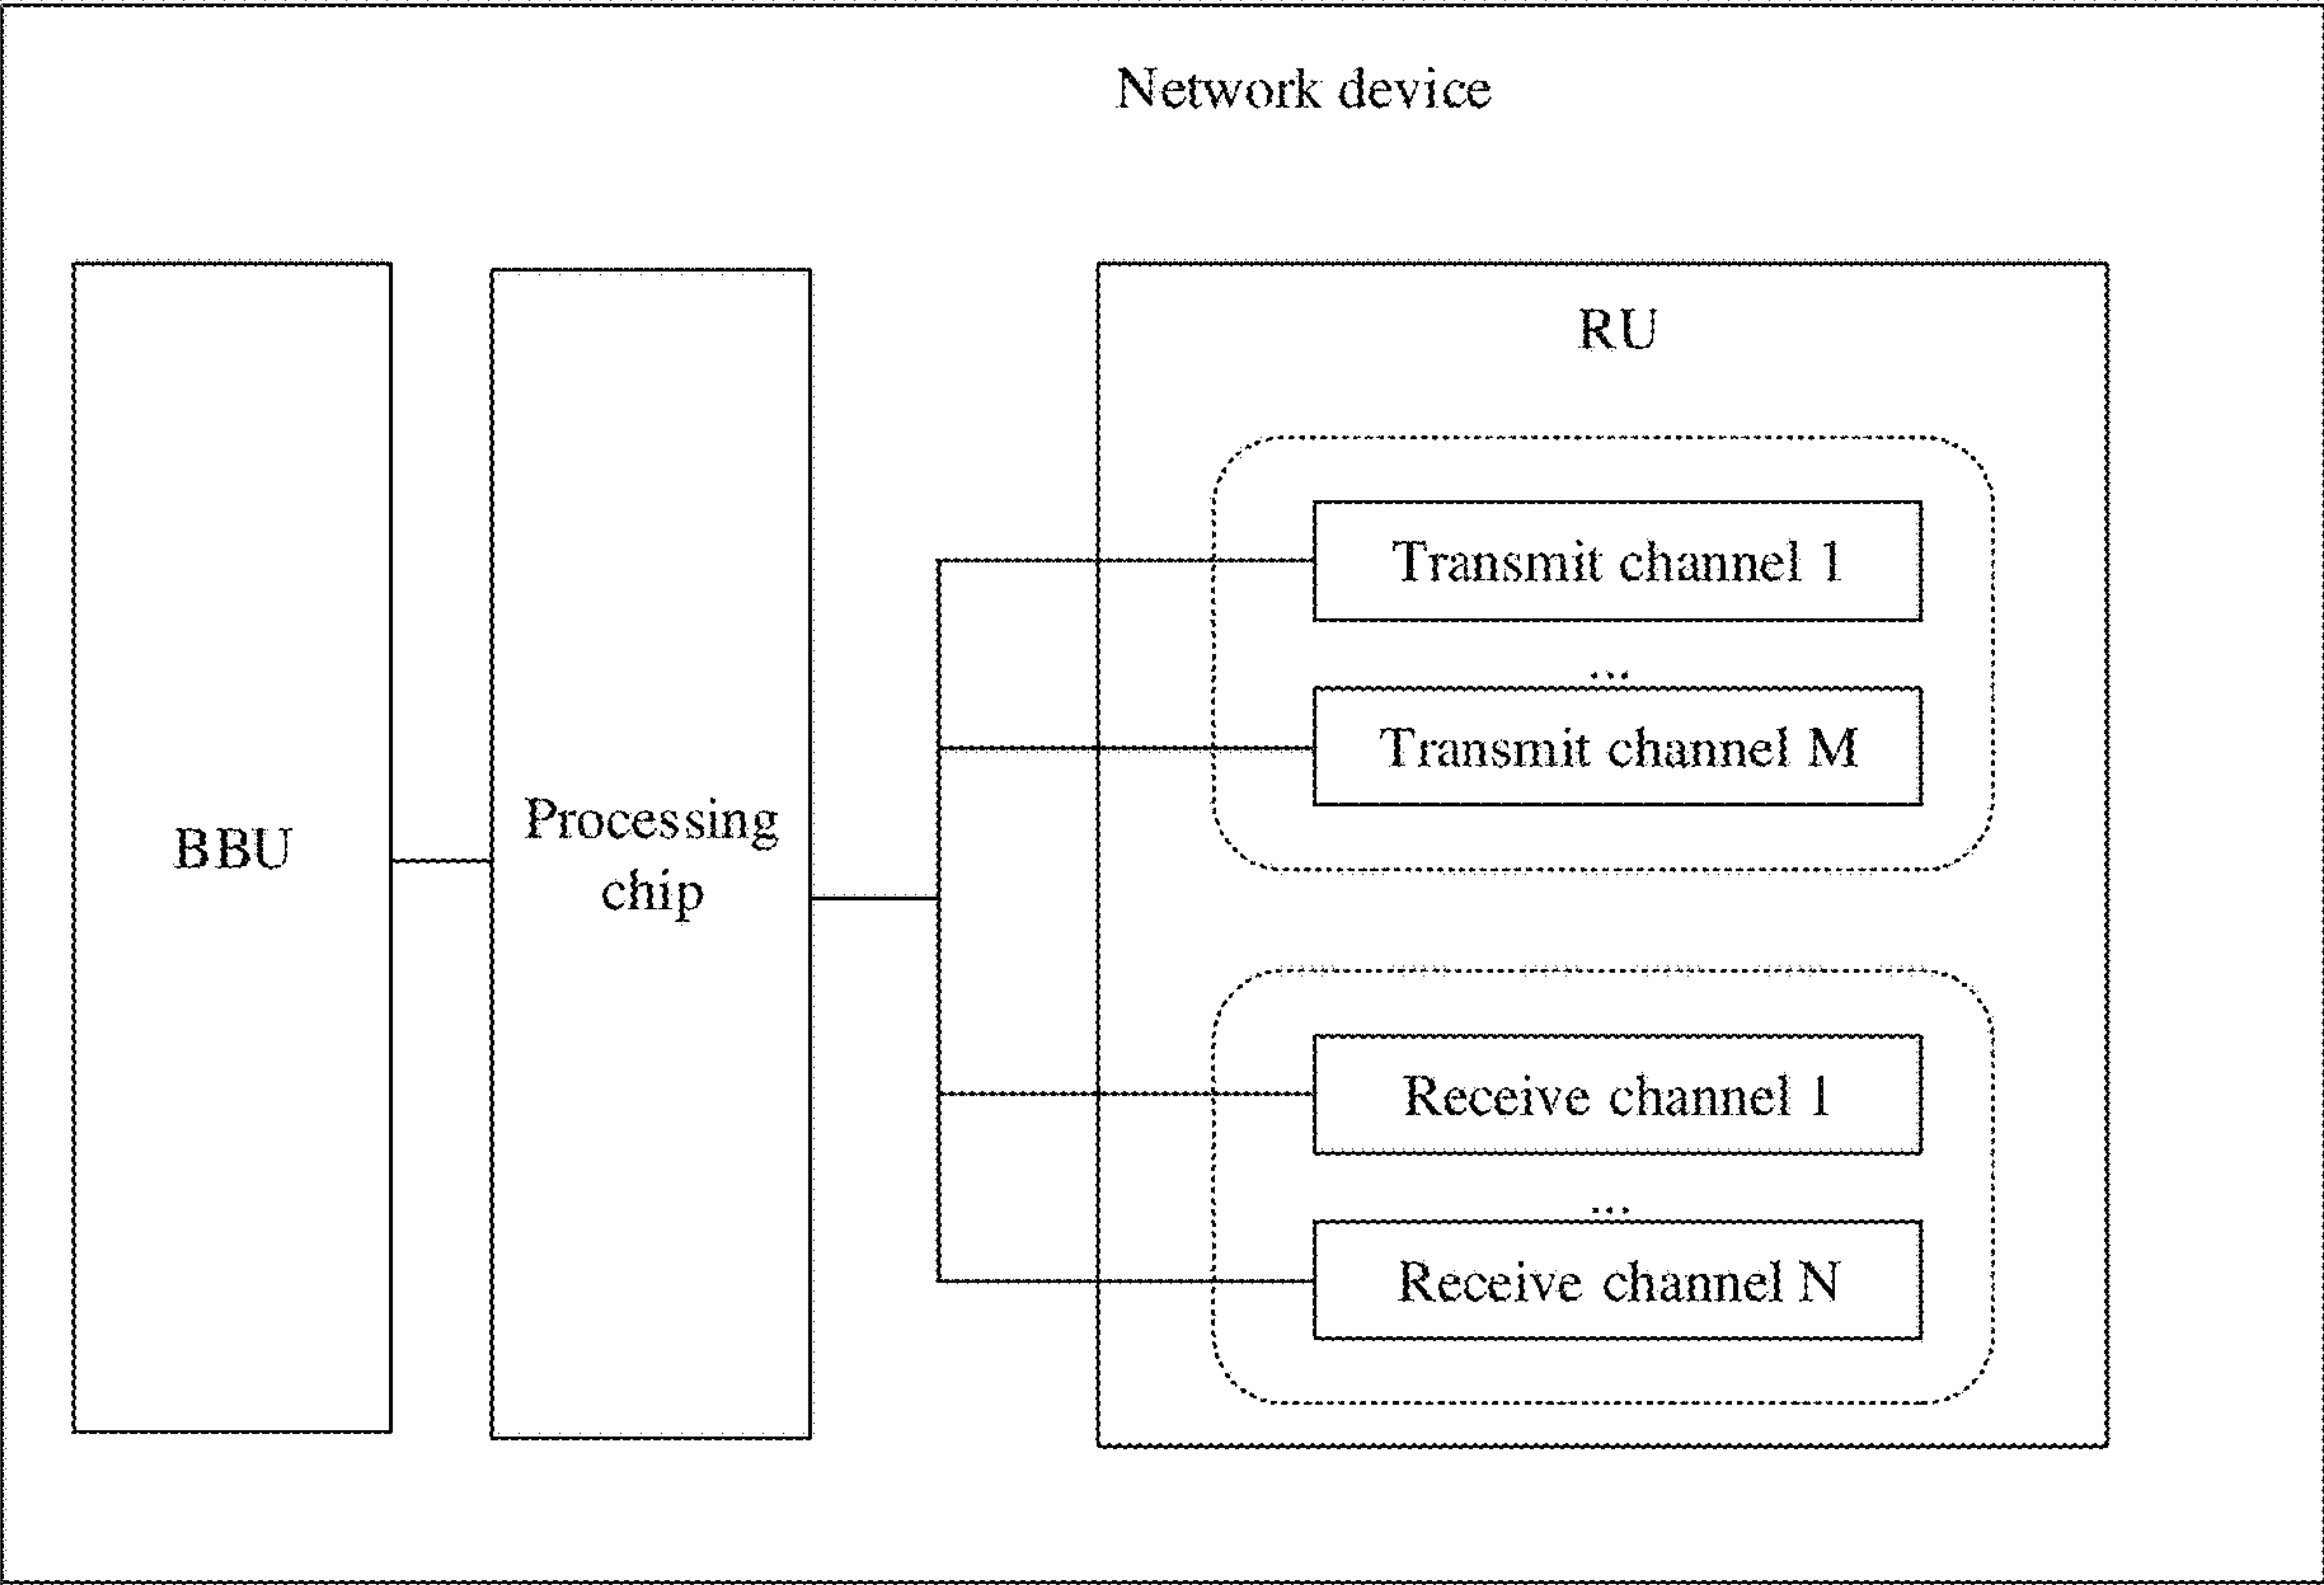 Network device
BBU
Processing
chip
RU
Transmit channel 1
...
Transmit channel M
Receive channel 1
...
Receive channel N